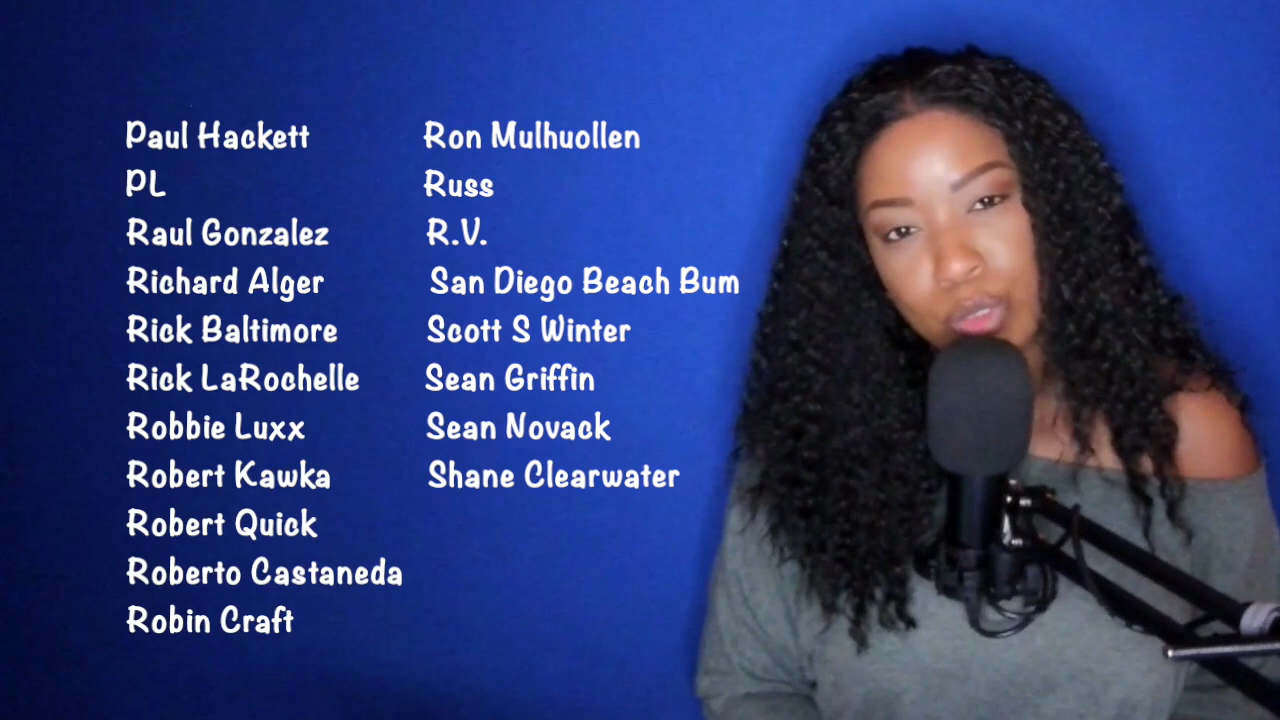 Paul Hackett
PL
Raul Gonzalez
Richard Alger
Rick Baltimore
Rick LaRochelle
Robbie Luxx
Robert Kawka
Robert Quick
Roberto Castaneda
Robin Craft
Ron Mulhuollen
Russ
R.V.
San Diego Beach Bum
Scott S Winter
Sean Griffin
Sean Novack
Shane Clearwater